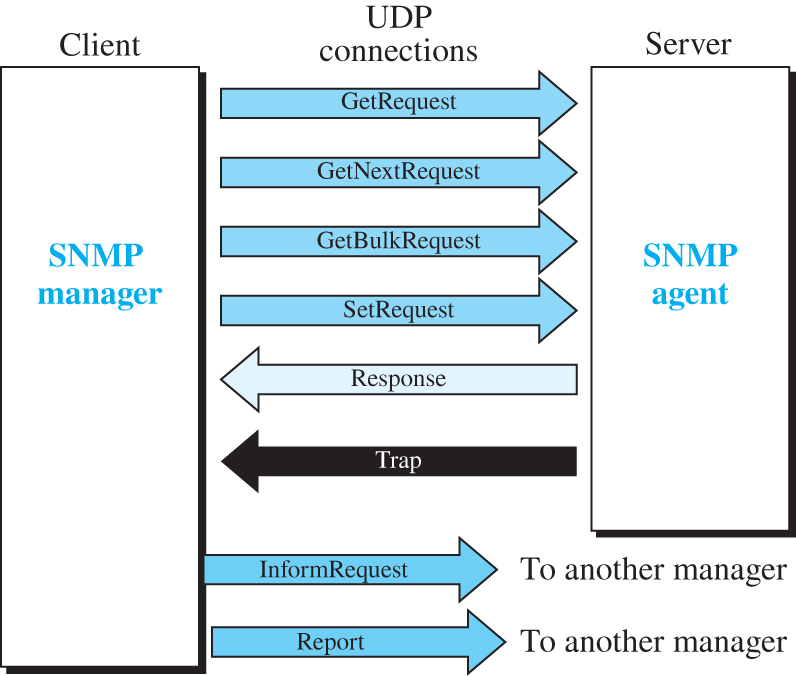 Client
UDP
connections
Server
GetRequest
GetNextRequest
GetBulkRequest
SNMP
manager
SNMP
agent
SetRequest
Response
Trap
InformRequest
To another manager
Report
To another manager